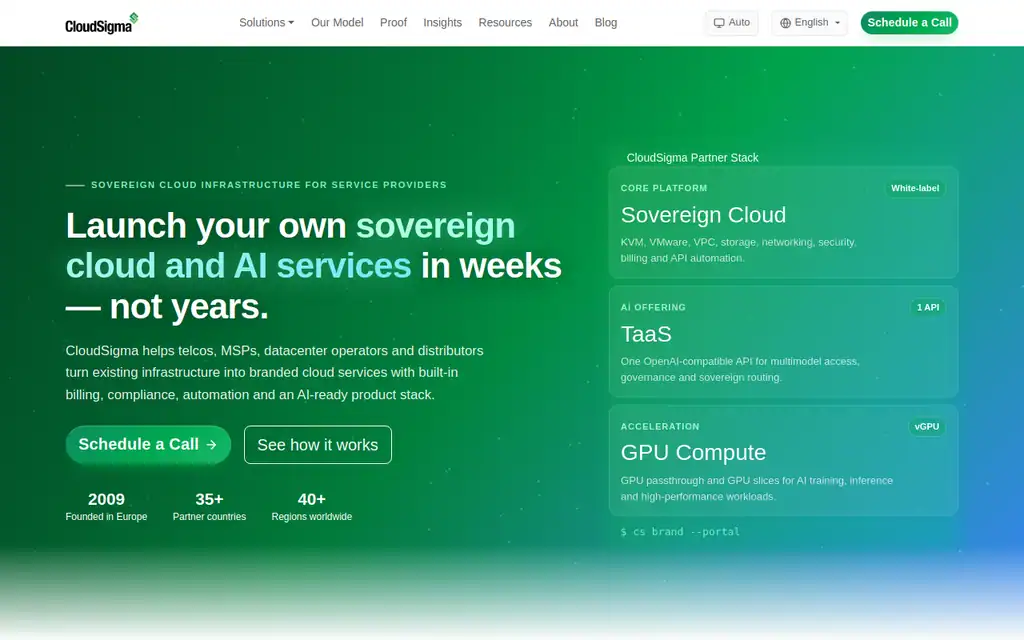 CloudSigma
Solutions
Our Model
Proof
Insights
Resources
About
Blog
Auto
English
Schedule a Call
SOVEREIGN CLOUD INFRASTRUCTURE FOR SERVICE PROVIDERS
Launch your own sovereign
cloud and AI services in weeks
— not years.
CloudSigma helps telcos, MSPs, datacenter operators and distributors
turn existing infrastructure into branded cloud services with built-in
billing, compliance, automation and an AI-ready product stack.
Schedule a Call →
See how it works
2009
Founded in Europe
35+
Partner countries
40+
Regions worldwide
CloudSigma Partner Stack
CORE PLATFORM
White-label
Sovereign Cloud
KVM, VMware, VPC, storage, networking, security,
billing and API automation.
AI OFFERING
1 API
TaaS
One OpenAI-compatible API for multimodel access,
governance and sovereign routing.
ACCELERATION
vGPU
GPU Compute
GPU passthrough and GPU slices for AI training, inference
and high-performance workloads.
$ cs brand --portal